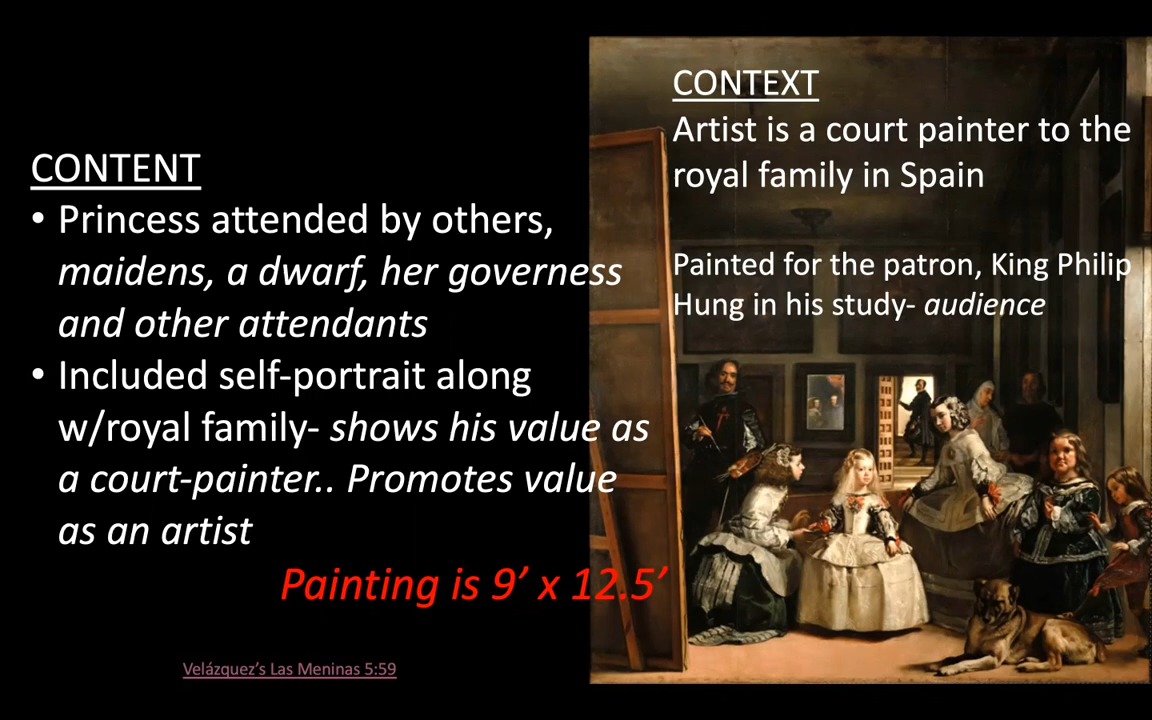 CONTENT
• Princess attended by others,
maidens, a dwarf, her governess
and other attendants
• Included self-portrait along
w/royal family- shows his value as
a court-painter.. Promotes value
as an artist
Painting is 9’ x 12.5’
Velázquez’s Las Meninas 5:59
CONTEXT
Artist is a court painter to the
royal family in Spain
Painted for the patron, King Philip
Hung in his study- audience